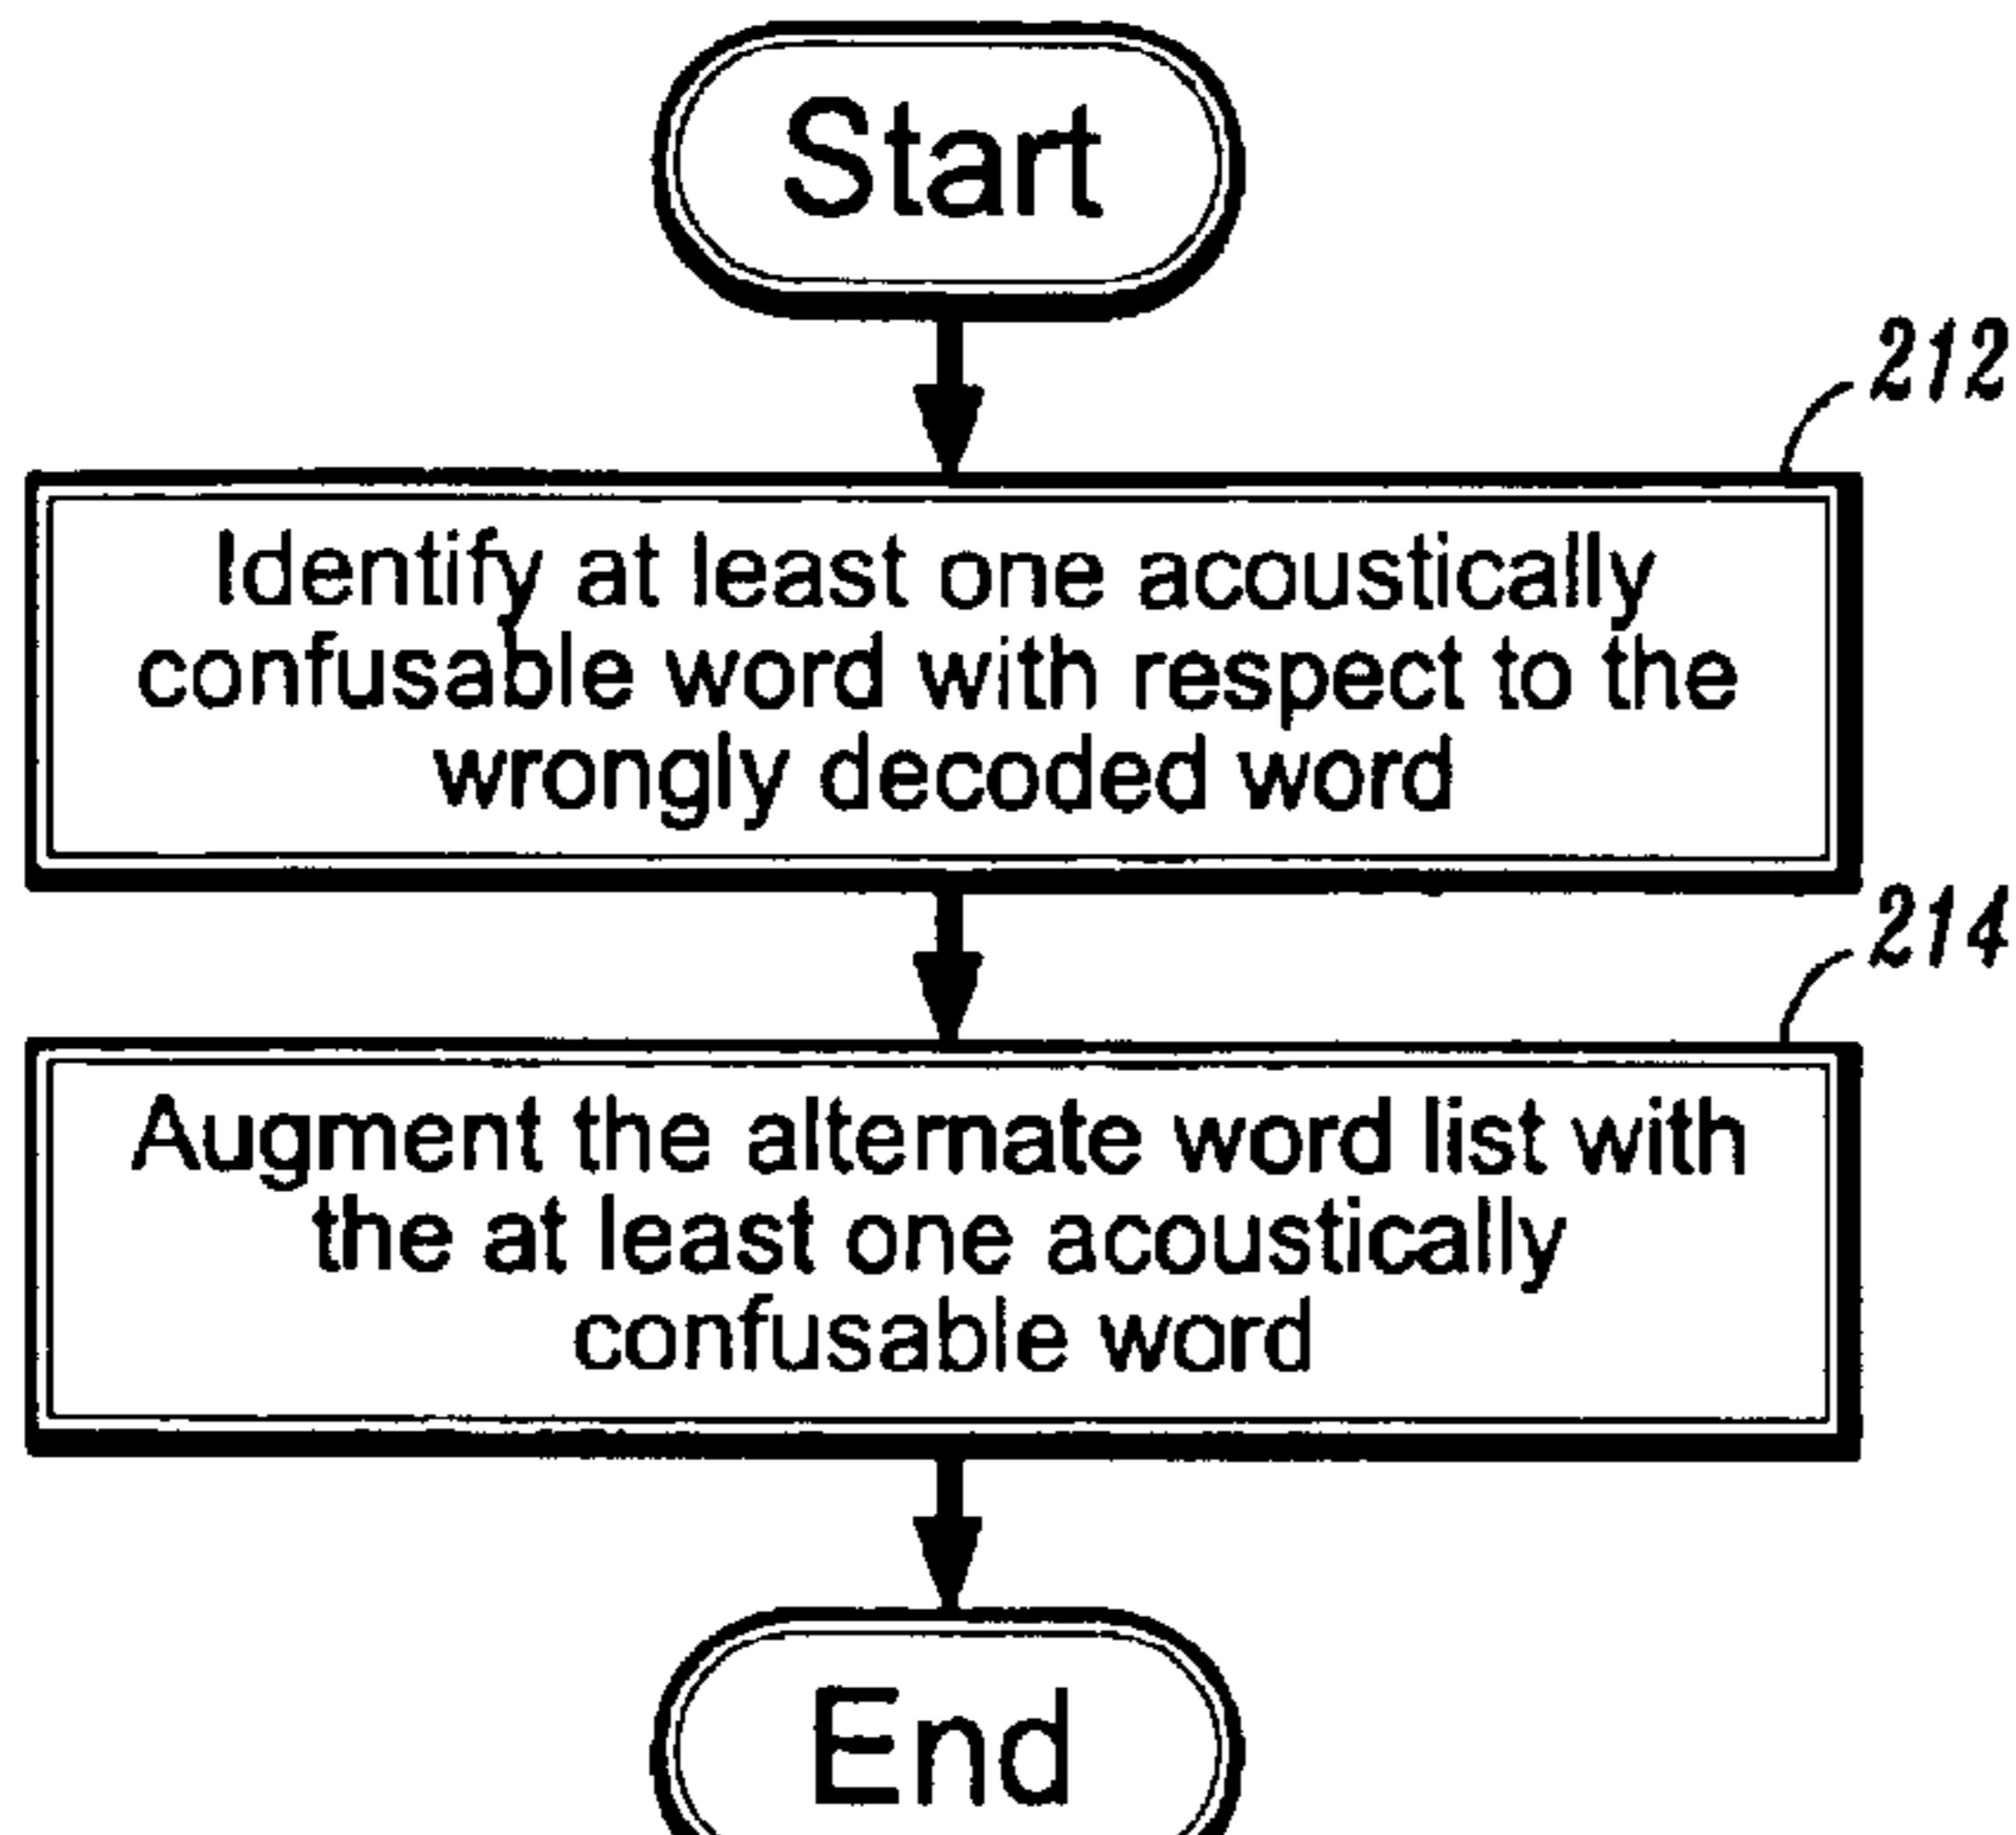 Start
212
Identify at least one acoustically
confusable word with respect to the
wrongly decoded word
214
Augment the alternate word list with
the at least one acoustically
confusable word
End